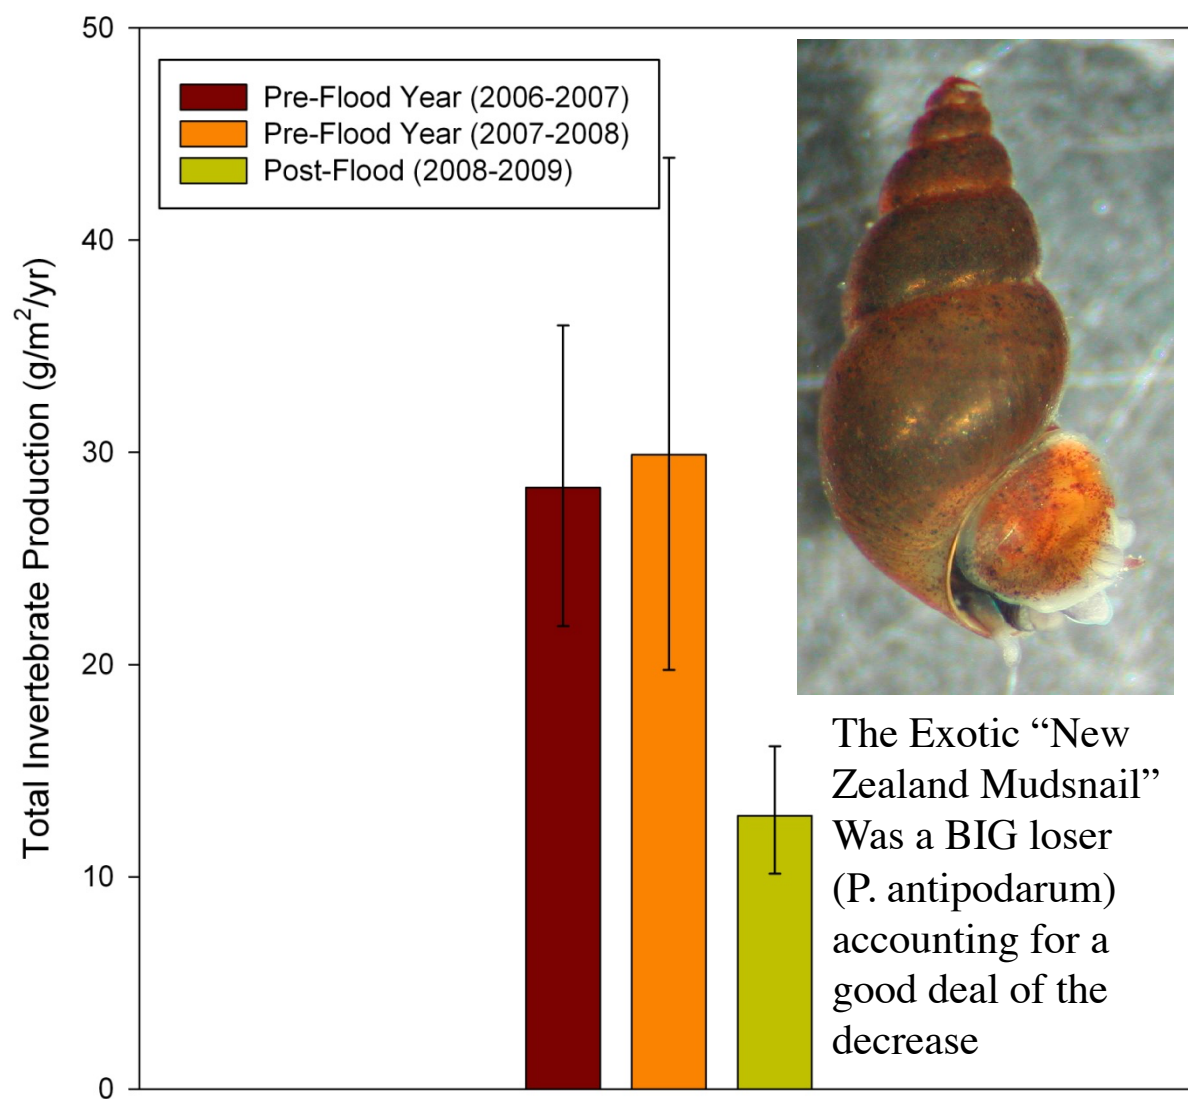 50
40
30
20
10
0
Total Invertebrate Production (g/m²/yr)
Pre-Flood Year (2006-2007)
Pre-Flood Year (2007-2008)
Post-Flood (2008-2009)
The Exotic “New
Zealand Mudsnail”
Was a BIG loser
(P. antipodarum)
accounting for a
good deal of the
decrease